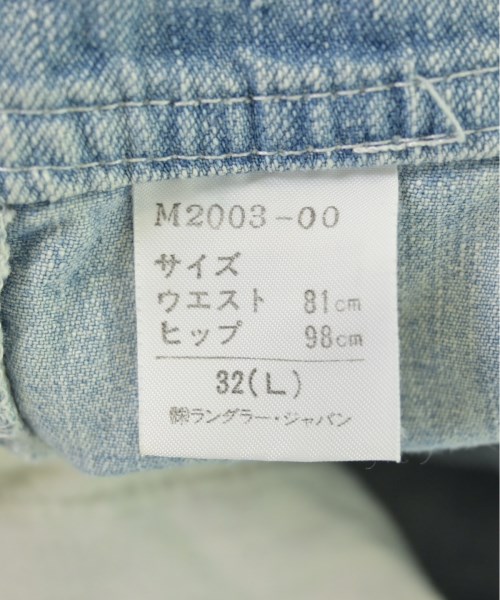 M2003-00
サイズ
ウエスト 81cm
ヒップ 98cm
32(L)
㈱ランダラー・ジャパン